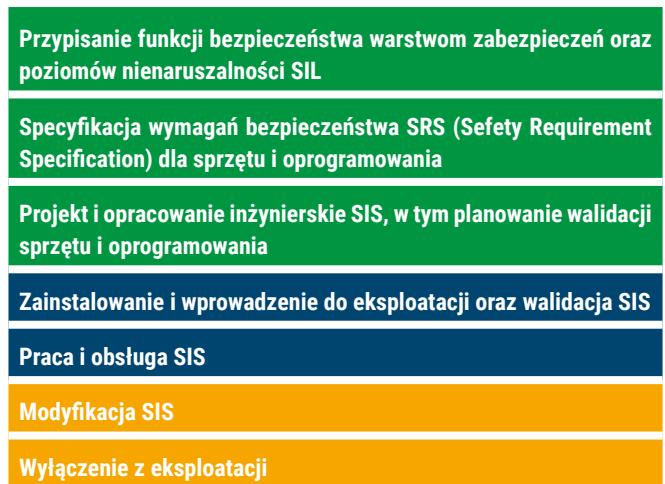 Przypisanie funkcji bezpieczeństwa warstwom zabezpieczeń oraz
poziomów nienaruszalności SIL
Specyfikacja wymagań bezpieczeństwa SRS (Sefety Requirement
Specification) dla sprzętu i oprogramowania
Projekt i opracowanie inżynierskie SIS, w tym planowanie walidacji
sprzętu i oprogramowania
Zainstalowanie i wprowadzenie do eksploatacji oraz walidacja SIS
Praca i obsługa SIS
Modyfikacja SIS
Wyłączenie z eksploatacji